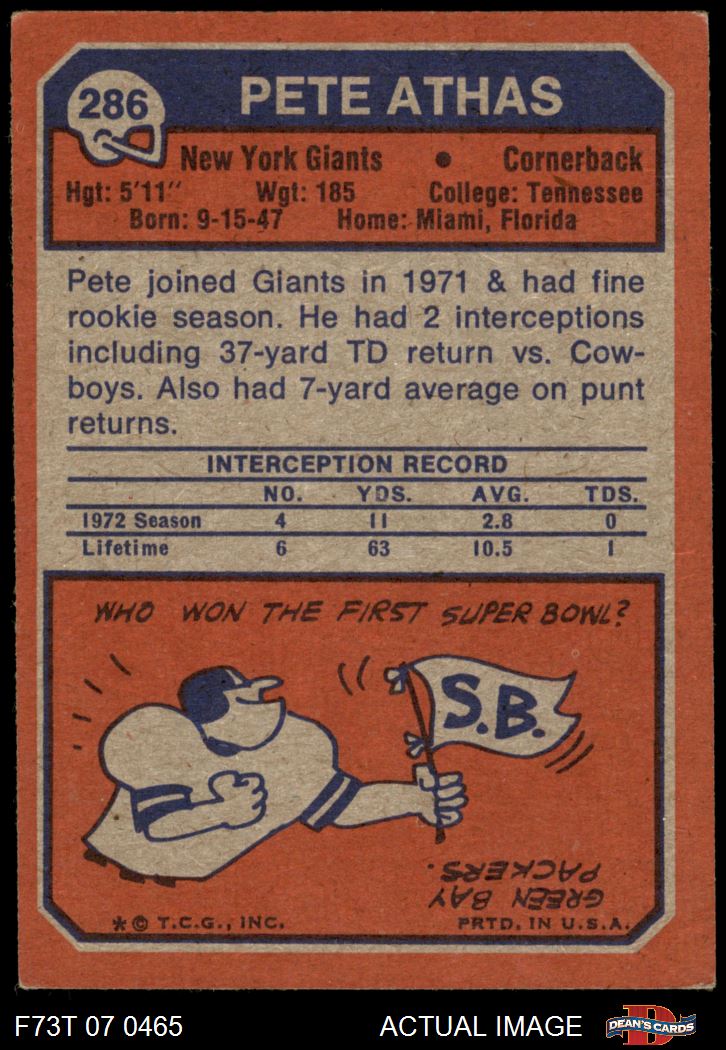 286
PETE ATHAS
New York Giants • Cornerback
Hgt: 5'11" Wgt: 185 College: Tennessee
Born: 9-15-47 Home: Miami, Florida
Pete joined Giants in 1971 & had fine
rookie season. He had 2 interceptions
including 37-yard TD return vs. Cow-
boys. Also had 7-yard average on punt
returns.
INTERCEPTION RECORD
NO. YDS. AVG. TDS.
1972 Season 4 11 2.8 0
Lifetime 6 63 10.5 1
WHO WON THE FIRST SUPER BOWL?
S.B.
GREEN BAY
PACKERS.
* © T.C.G., INC. PRTD. IN U.S.A.
F73T 07 0465 ACTUAL IMAGE
D
DEAN'S CARDS